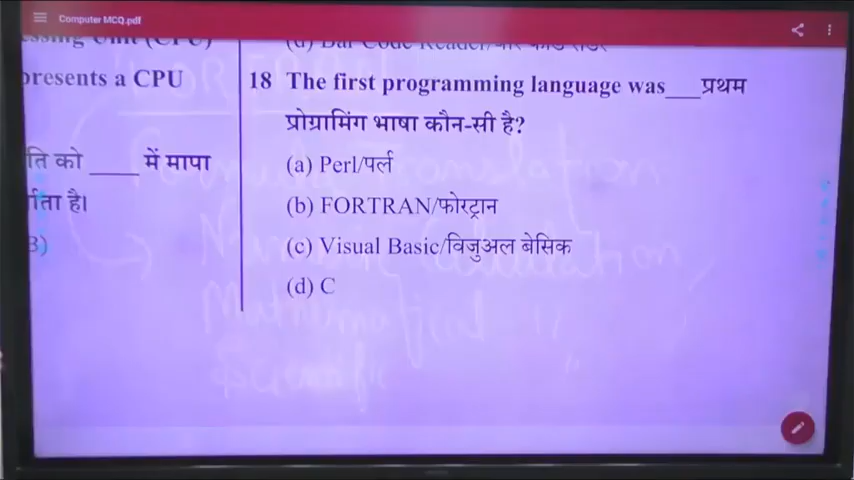 Computer MCQ.pdf
presents a CPU
ति को ____ में मापा
र्ता है।
3)
18 The first programming language was___प्रथम
प्रोग्रामिंग भाषा कौन-सी है?
(a) Perl/पर्ल
(b) FORTRAN/फोरट्रान
(c) Visual Basic/विजुअल बेसिक
(d) C